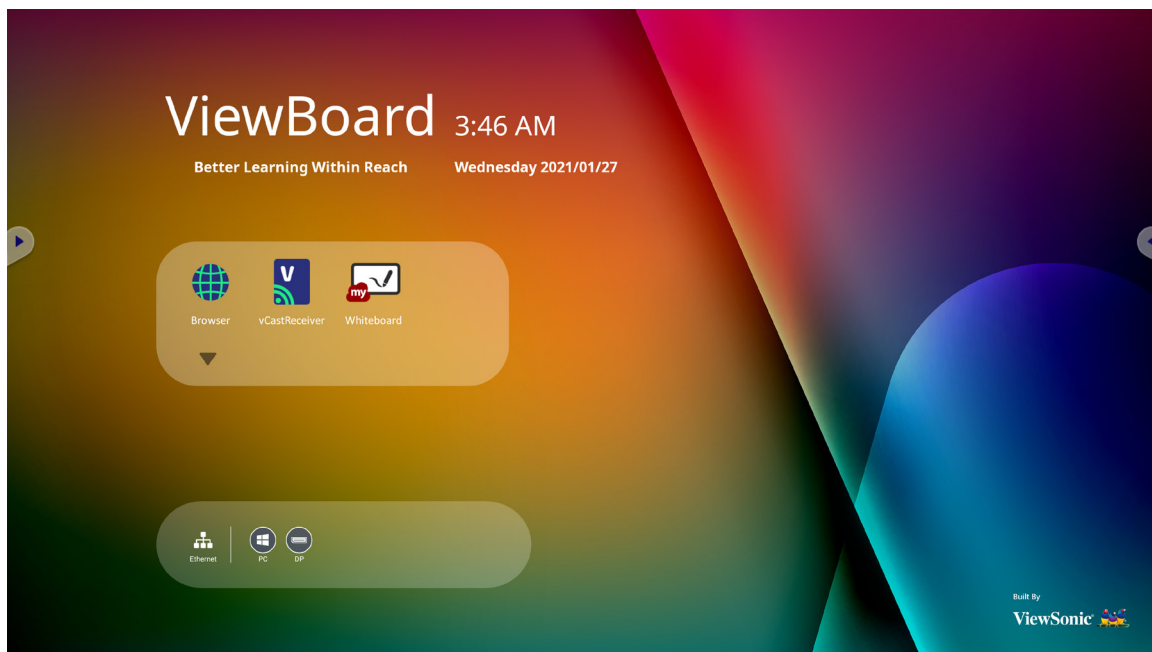 ViewBoard 3:46 AM
Better Learning Within Reach Wednesday 2021/01/27
V
my
Browser vCastReceiver Whiteboard
Ethernet PC DP
Built By
ViewSonic®